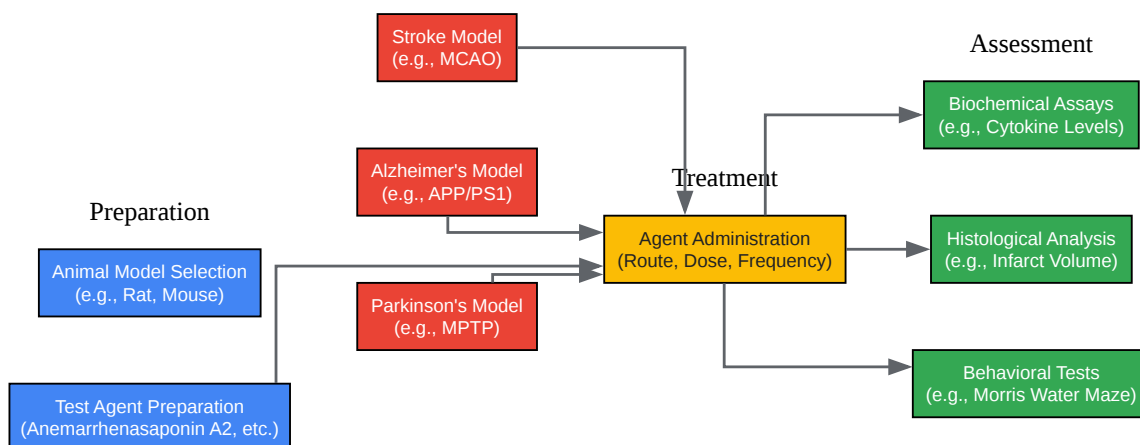 Preparation
Animal Model Selection
(e.g., Rat, Mouse)
Test Agent Preparation
(Anemarrhenasaponin A2, etc.)
Stroke Model
(e.g., MCAO)
Alzheimer's Model
(e.g., APP/PS1)
Parkinson's Model
(e.g., MPTP)
Treatment
Agent Administration
(Route, Dose, Frequency)
Assessment
Biochemical Assays
(e.g., Cytokine Levels)
Histological Analysis
(e.g., Infarct Volume)
Behavioral Tests
(e.g., Morris Water Maze)